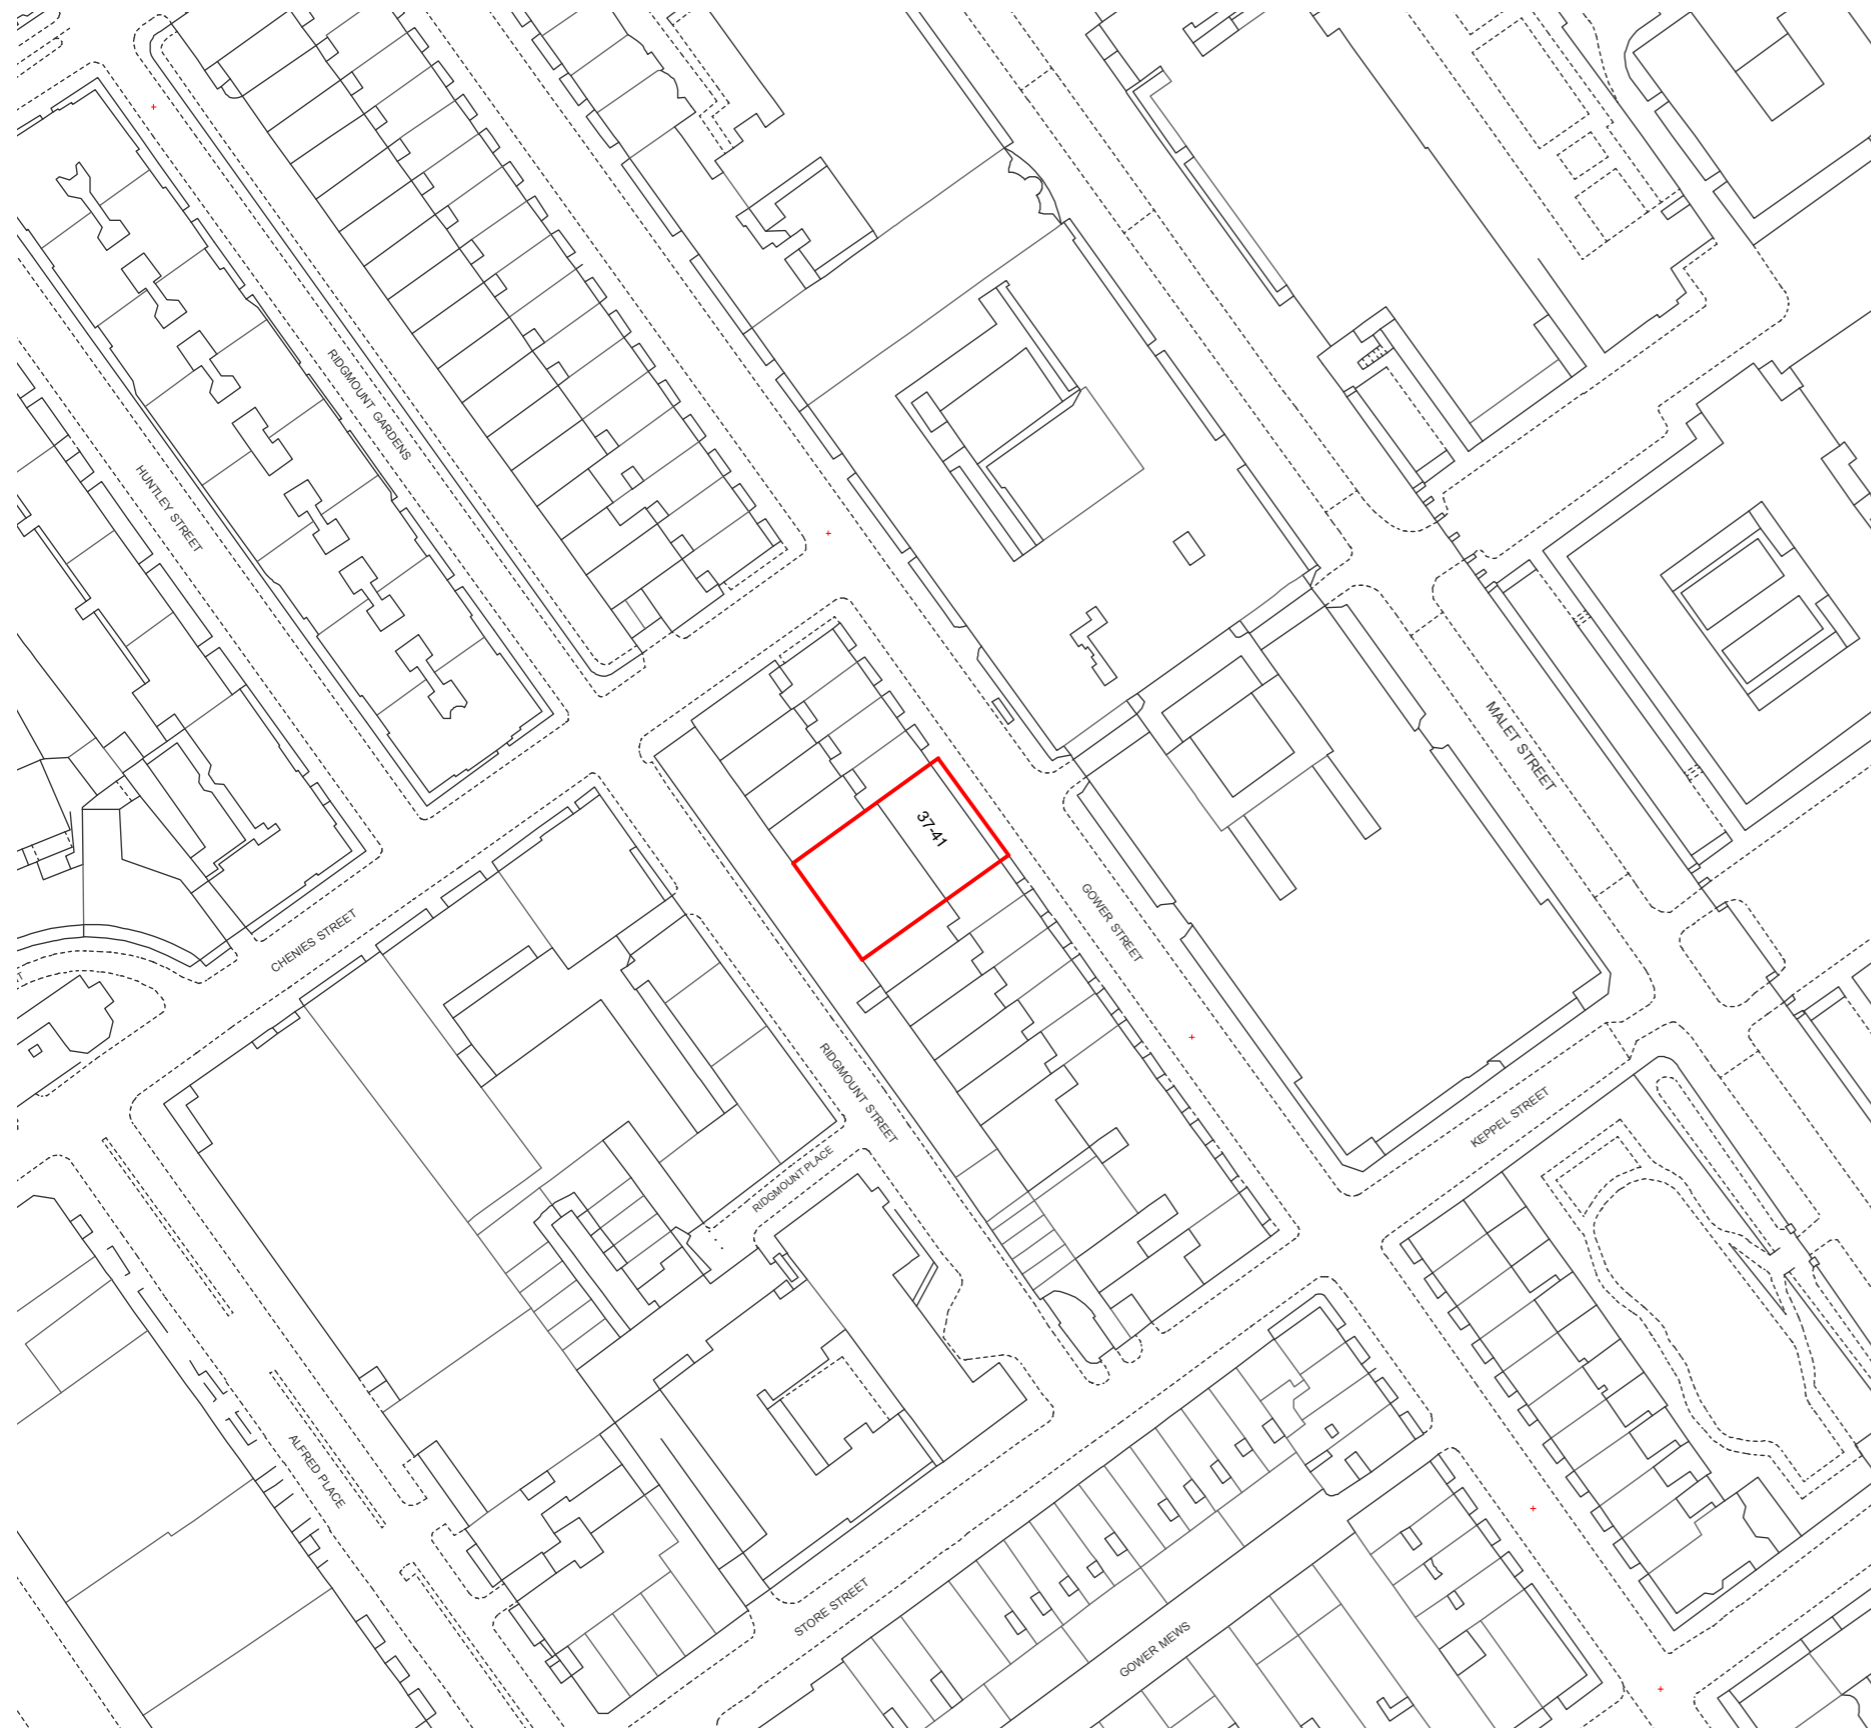 RIDGMOUNT GARDENS
HUNTLEY STREET
MALET STREET
37-41
GOWER STREET
CHENIES STREET
RIDGMOUNT STREET
KEPPEL STREET
RIDGMOUNT PLACE
ALFRED PLACE
STORE STREET
GOWER MEWS